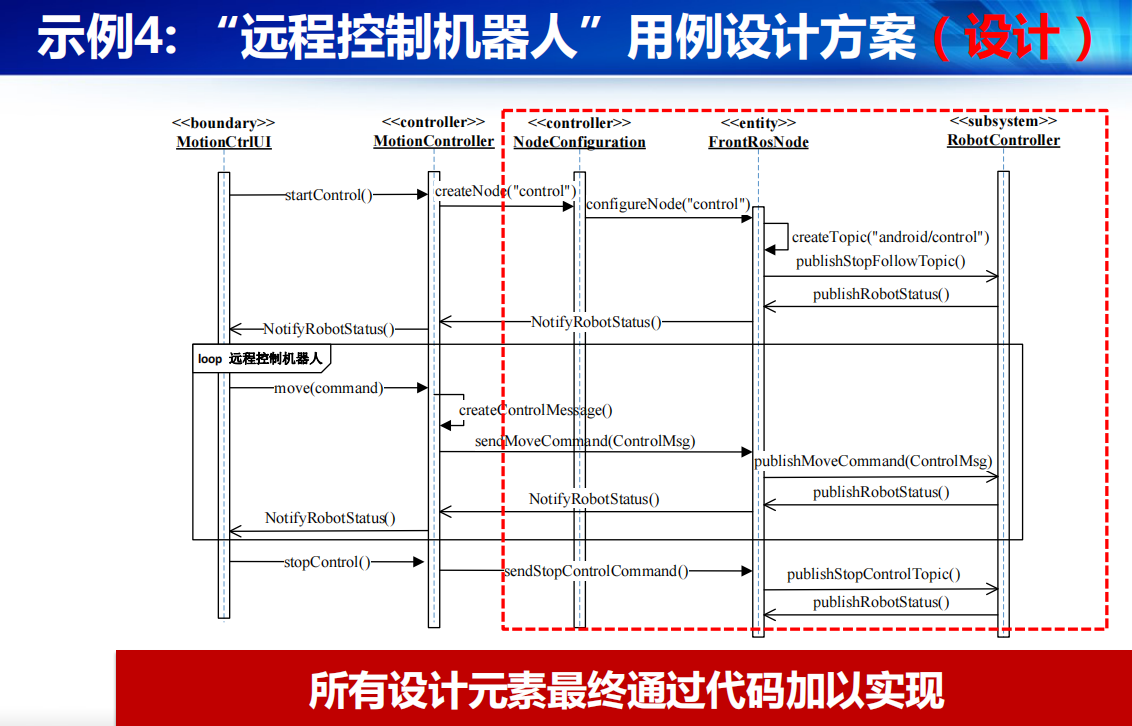 示例4：“远程控制机器人”用例设计方案（设计）
<<boundary>>
MotionCtrlUI
<<controller>>
MotionController
<<controller>>
NodeConfiguration
<<entity>>
FrontRosNode
<<subsystem>>
RobotController
startControl()
createNode("control")
configureNode("control")
createTopic("android/control")
publishStopFollowTopic()
publishRobotStatus()
NotifyRobotStatus()
NotifyRobotStatus()
loop 远程控制机器人
move(command)
createControlMessage()
sendMoveCommand(ControlMsg)
publishMoveCommand(ControlMsg)
publishRobotStatus()
NotifyRobotStatus()
NotifyRobotStatus()
stopControl()
sendStopControlCommand()
publishStopControlTopic()
publishRobotStatus()
所有设计元素最终通过代码加以实现